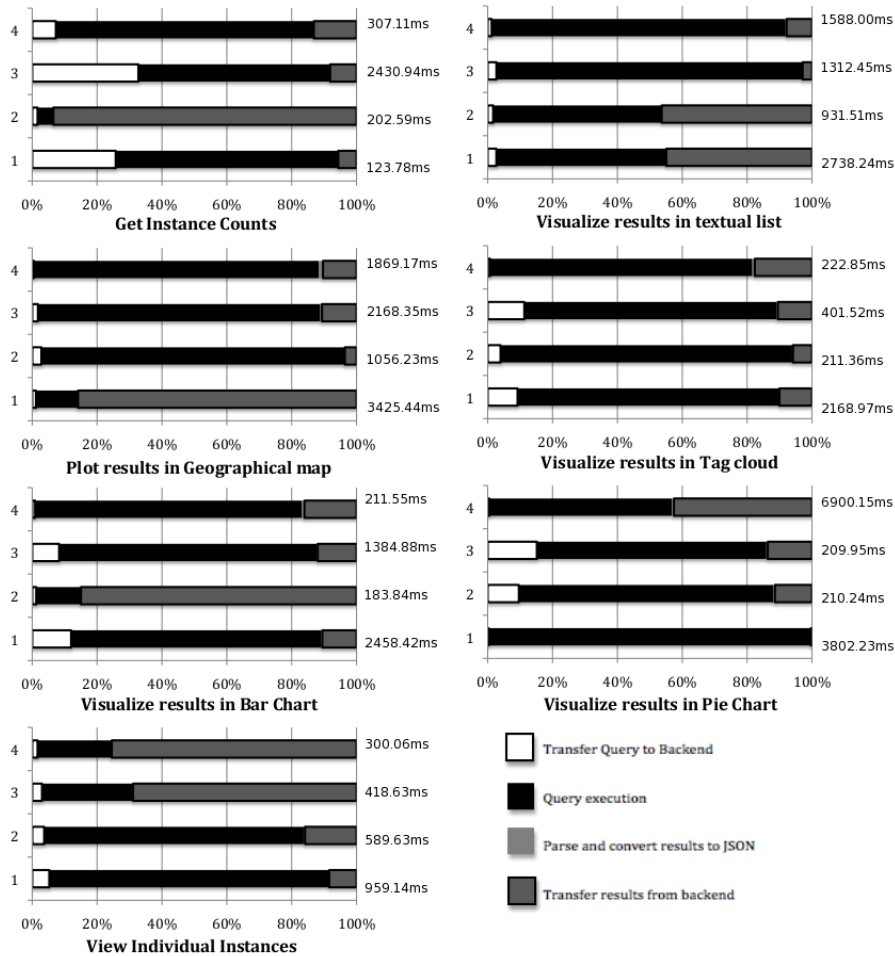 4 307.11ms
3 2430.94ms
2 202.59ms
1 123.78ms
0% 20% 40% 60% 80% 100%
Get Instance Counts
4 1588.00ms
3 1312.45ms
2 931.51ms
1 2738.24ms
0% 20% 40% 60% 80% 100%
Visualize results in textual list
4 1869.17ms
3 2168.35ms
2 1056.23ms
1 3425.44ms
0% 20% 40% 60% 80% 100%
Plot results in Geographical map
4 222.85ms
3 401.52ms
2 211.36ms
1 2168.97ms
0% 20% 40% 60% 80% 100%
Visualize results in Tag cloud
4 211.55ms
3 1384.88ms
2 183.84ms
1 2458.42ms
0% 20% 40% 60% 80% 100%
Visualize results in Bar Chart
4 6900.15ms
3 209.95ms
2 210.24ms
1 3802.23ms
0% 20% 40% 60% 80% 100%
Visualize results in Pie Chart
4 300.06ms
3 418.63ms
2 589.63ms
1 959.14ms
0% 20% 40% 60% 80% 100%
View Individual Instances
Transfer Query to Backend
Query execution
Parse and convert results to JSON
Transfer results from backend